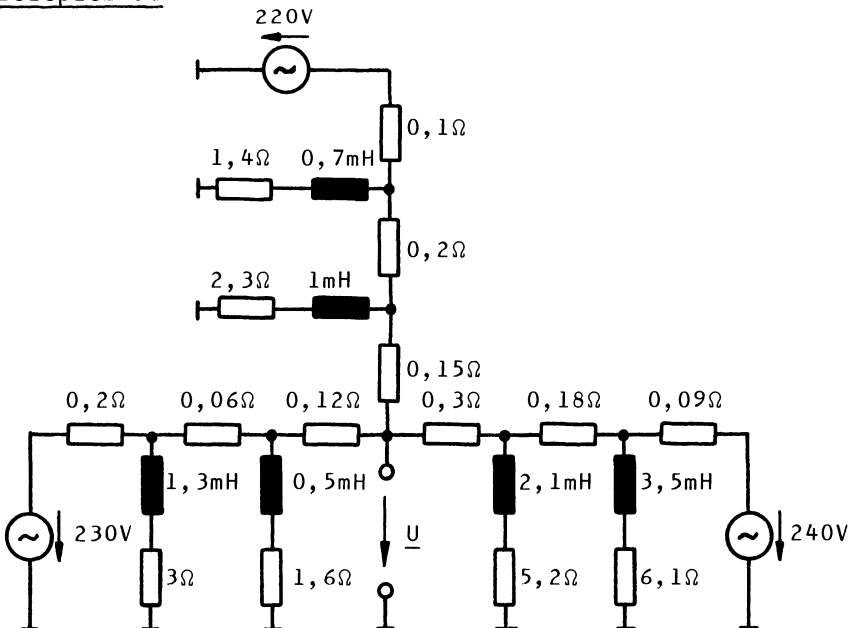 220V
0,1Ω
1,4Ω 0,7mH
0,2Ω
2,3Ω 1mH
0,15Ω
0,2Ω 0,06Ω 0,12Ω 0,3Ω 0,18Ω 0,09Ω
1,3mH 0,5mH 2,1mH 3,5mH
230V U 240V
3Ω 1,6Ω 5,2Ω 6,1Ω